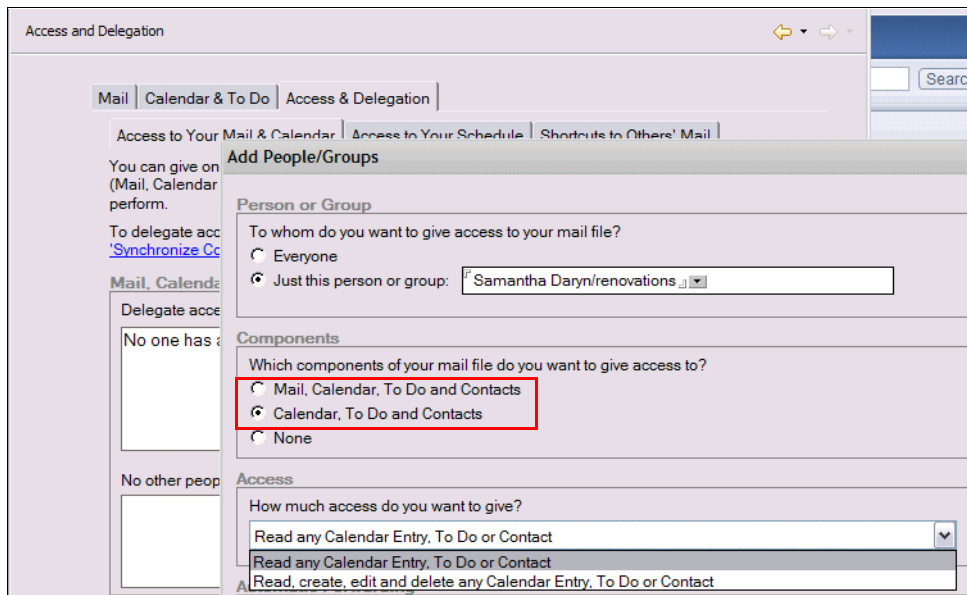 Access and Delegation
Searc
Mail
Calendar & To Do
Access & Delegation
Access to Your Mail & Calendar
Access to Your Schedule
Shortcuts to Others' Mail
You can give on
(Mail, Calendar
perform.
To delegate acc
'Synchronize Co
Mail, Calenda
Delegate acce
No one has a
No other peop
Add People/Groups
Person or Group
To whom do you want to give access to your mail file?
Everyone
Just this person or group: Samantha Daryn/renovations
Components
Which components of your mail file do you want to give access to?
Mail, Calendar, To Do and Contacts
Calendar, To Do and Contacts
None
Access
How much access do you want to give?
Read any Calendar Entry, To Do or Contact
Read any Calendar Entry, To Do or Contact
Read, create, edit and delete any Calendar Entry, To Do or Contact